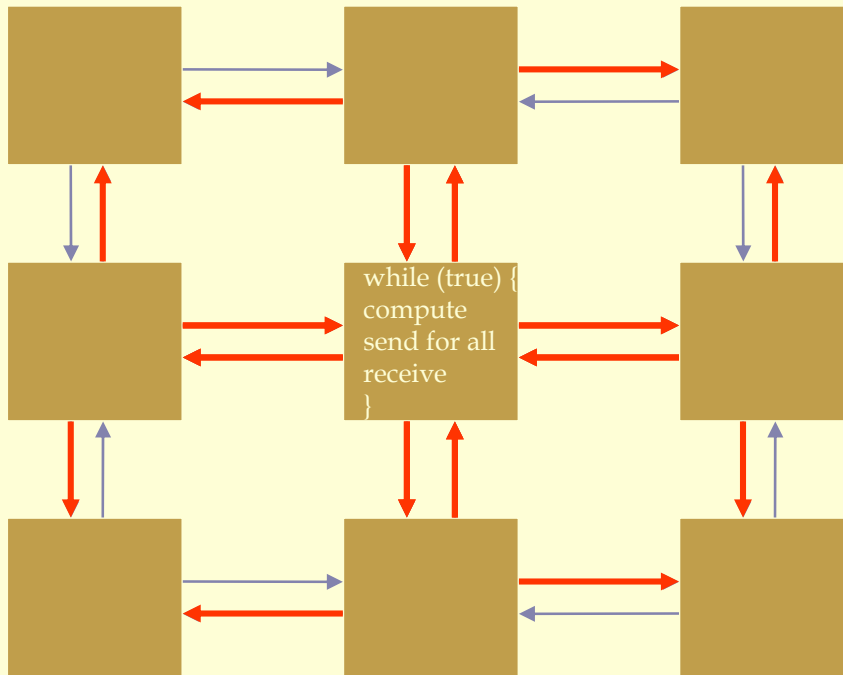 while (true) {
compute
send for all
receive
}